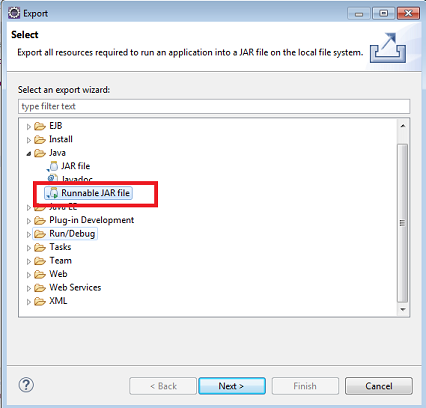 Export
Select
Export all resources required to run an application into a JAR file on the local file system.
Select an export wizard:
type filter text
EJB
Install
Java
JAR file
Javadoc
Runnable JAR file
Java EE
Plug-in Development
Run/Debug
Tasks
Team
Web
Web Services
XML
? < Back Next > Finish Cancel